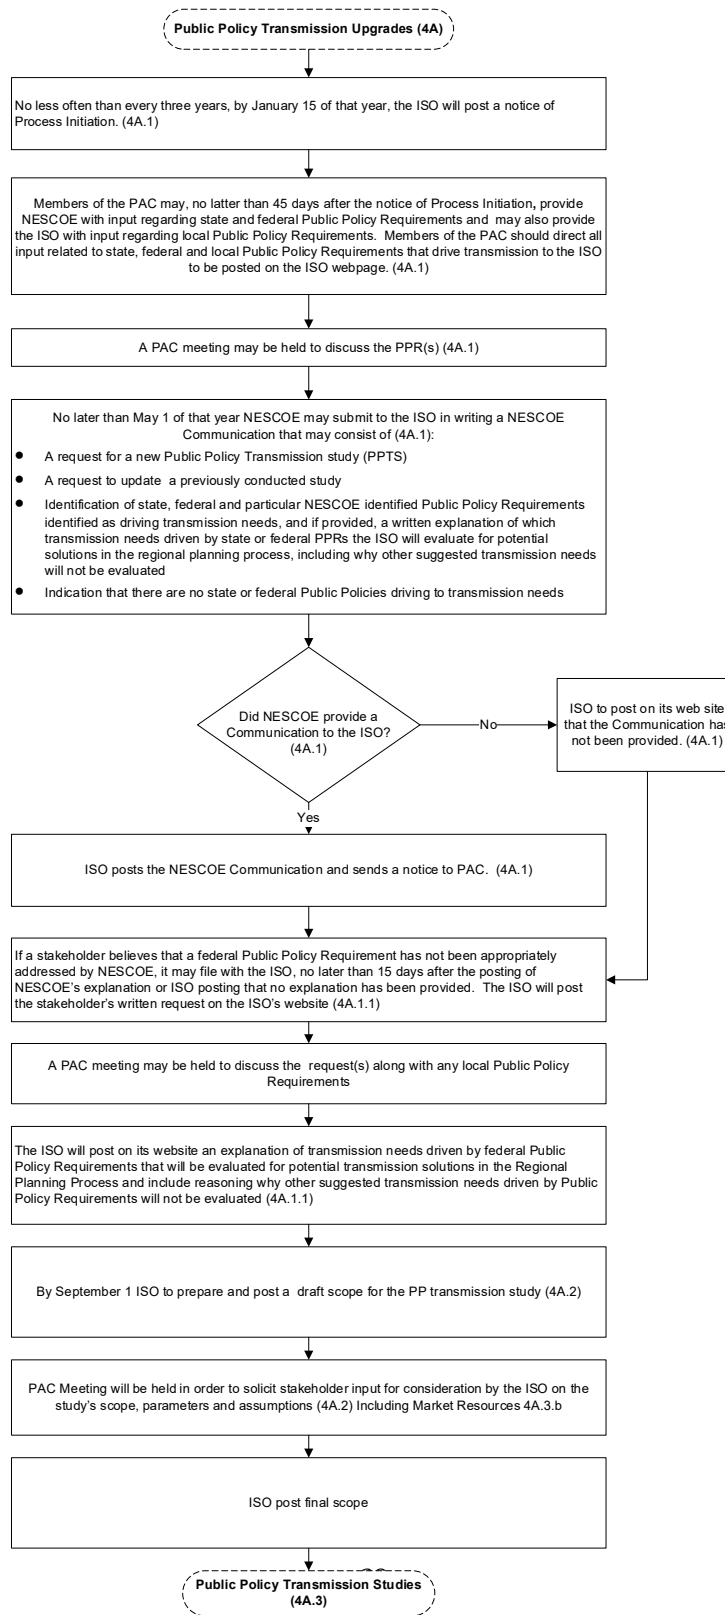 Public Policy Transmission Upgrades (4A)
No less often than every three years, by January 15 of that year, the ISO will post a notice of
Process Initiation. (4A.1)
Members of the PAC may, no latter than 45 days after the notice of Process Initiation, provide
NESCOE with input regarding state and federal Public Policy Requirements and may also provide
the ISO with input regarding local Public Policy Requirements. Members of the PAC should direct all
input related to state, federal and local Public Policy Requirements that drive transmission to the ISO
to be posted on the ISO webpage. (4A.1)
A PAC meeting may be held to discuss the PPR(s) (4A.1)
No later than May 1 of that year NESCOE may submit to the ISO in writing a NESCOE
Communication that may consist of (4A.1):
● A request for a new Public Policy Transmission study (PPTS)
● A request to update a previously conducted study
● Identification of state, federal and particular NESCOE identified Public Policy Requirements
identified as driving transmission needs, and if provided, a written explanation of which
transmission needs driven by state or federal PPRs the ISO will evaluate for potential
solutions in the regional planning process, including why other suggested transmission needs
will not be evaluated
● Indication that there are no state or federal Public Policies driving to transmission needs
Did NESCOE provide a
Communication to the ISO?
(4A.1)
No
ISO to post on its web site
that the Communication has
not been provided. (4A.1)
Yes
ISO posts the NESCOE Communication and sends a notice to PAC. (4A.1)
If a stakeholder believes that a federal Public Policy Requirement has not been appropriately
addressed by NESCOE, it may file with the ISO, no later than 15 days after the posting of
NESCOE's explanation or ISO posting that no explanation has been provided. The ISO will post
the stakeholder's written request on the ISO's website (4A.1.1)
A PAC meeting may be held to discuss the request(s) along with any local Public Policy
Requirements
The ISO will post on its website an explanation of transmission needs driven by federal Public
Policy Requirements that will be evaluated for potential transmission solutions in the Regional
Planning Process and include reasoning why other suggested transmission needs driven by Public
Policy Requirements will not be evaluated (4A.1.1)
By September 1 ISO to prepare and post a draft scope for the PP transmission study (4A.2)
PAC Meeting will be held in order to solicit stakeholder input for consideration by the ISO on the
study's scope, parameters and assumptions (4A.2) Including Market Resources 4A.3.b
ISO post final scope
Public Policy Transmission Studies
(4A.3)